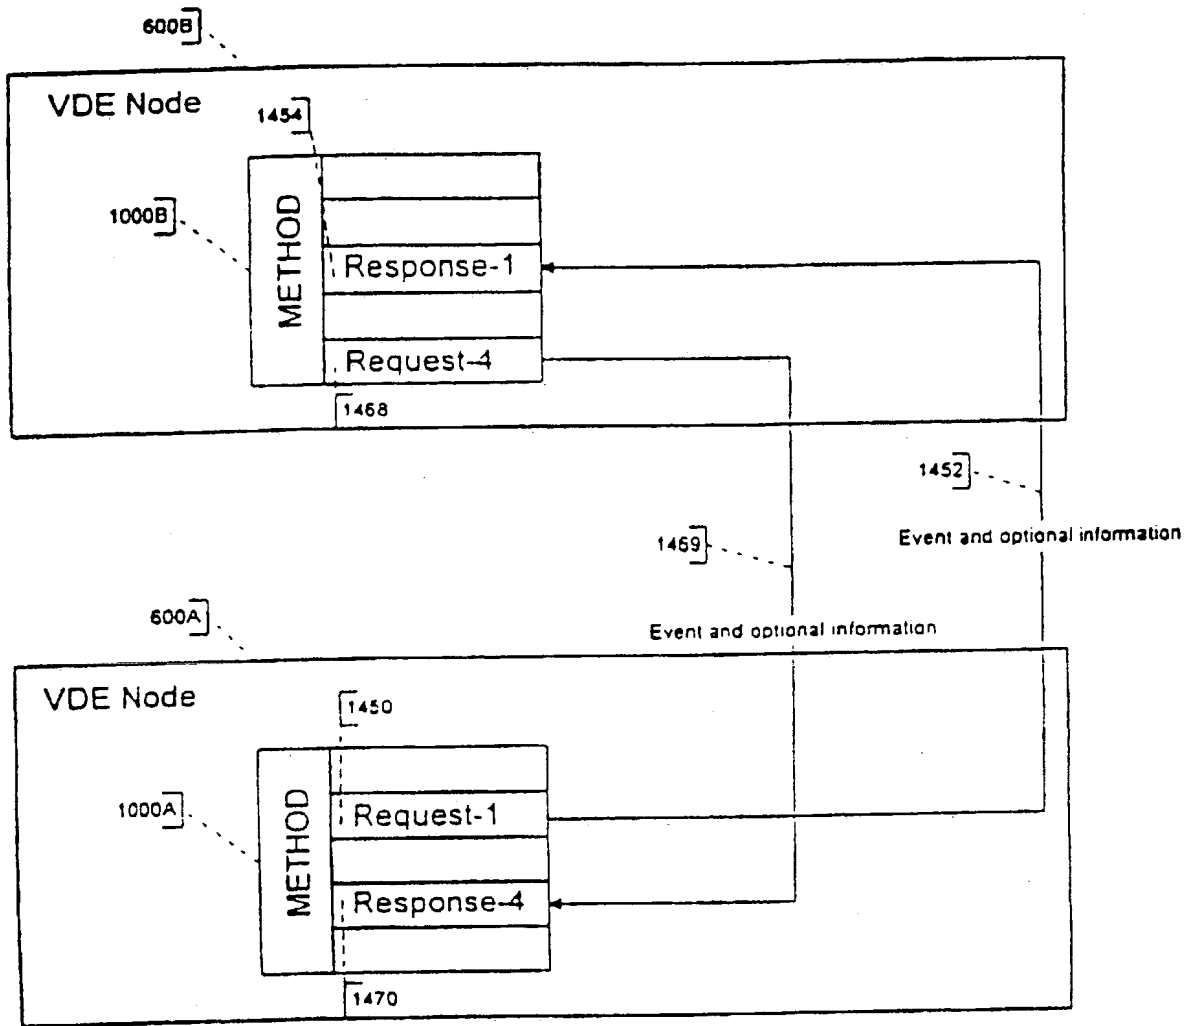 600B
VDE Node
1454
1000B
METHOD
Response-1
Request-4
1468
1452
Event and optional information
1469
600A
Event and optional information
VDE Node
1450
1000A
METHOD
Request-1
Response-4
1470